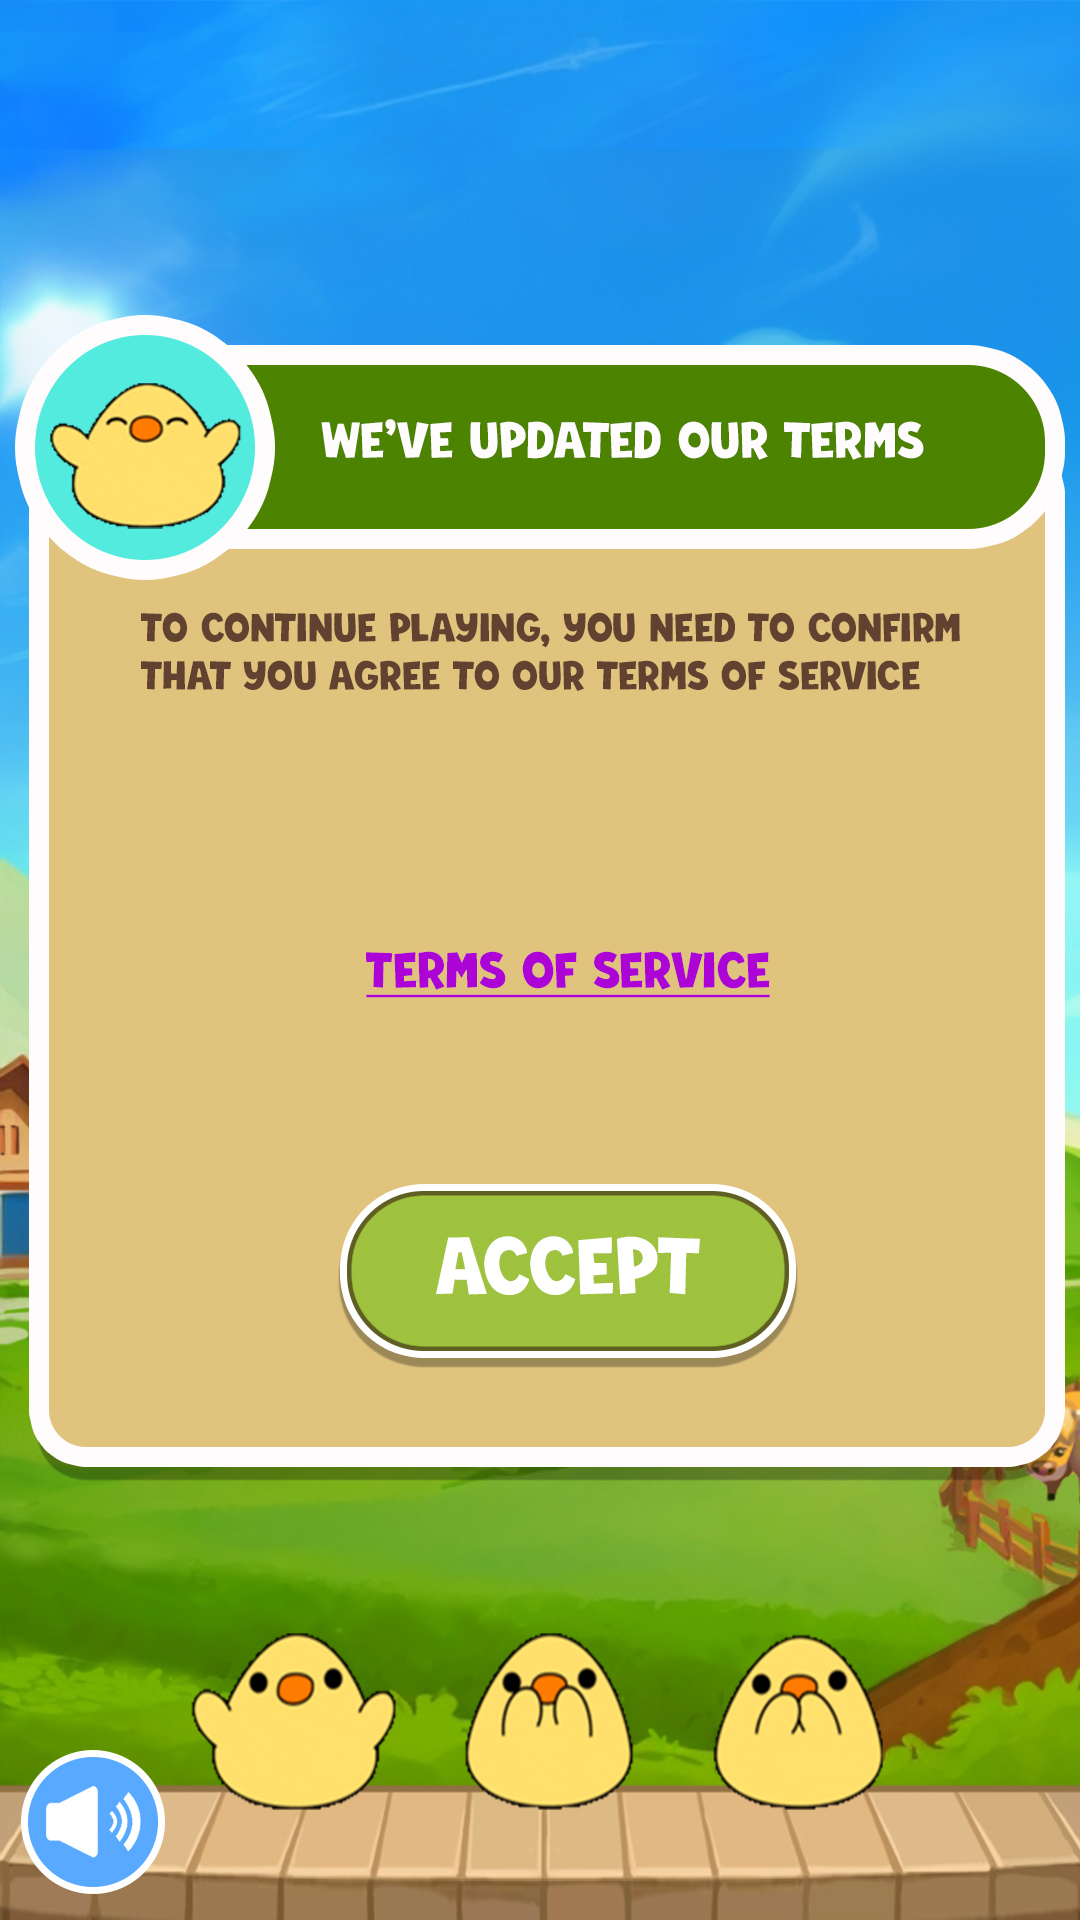 WE'VE UPDATED OUR TERMS
TO CONTINUE PLAYING, YOU NEED TO CONFIRM
THAT YOU AGREE TO OUR TERMS OF SERVICE
TERMS OF SERVICE
ACCEPT